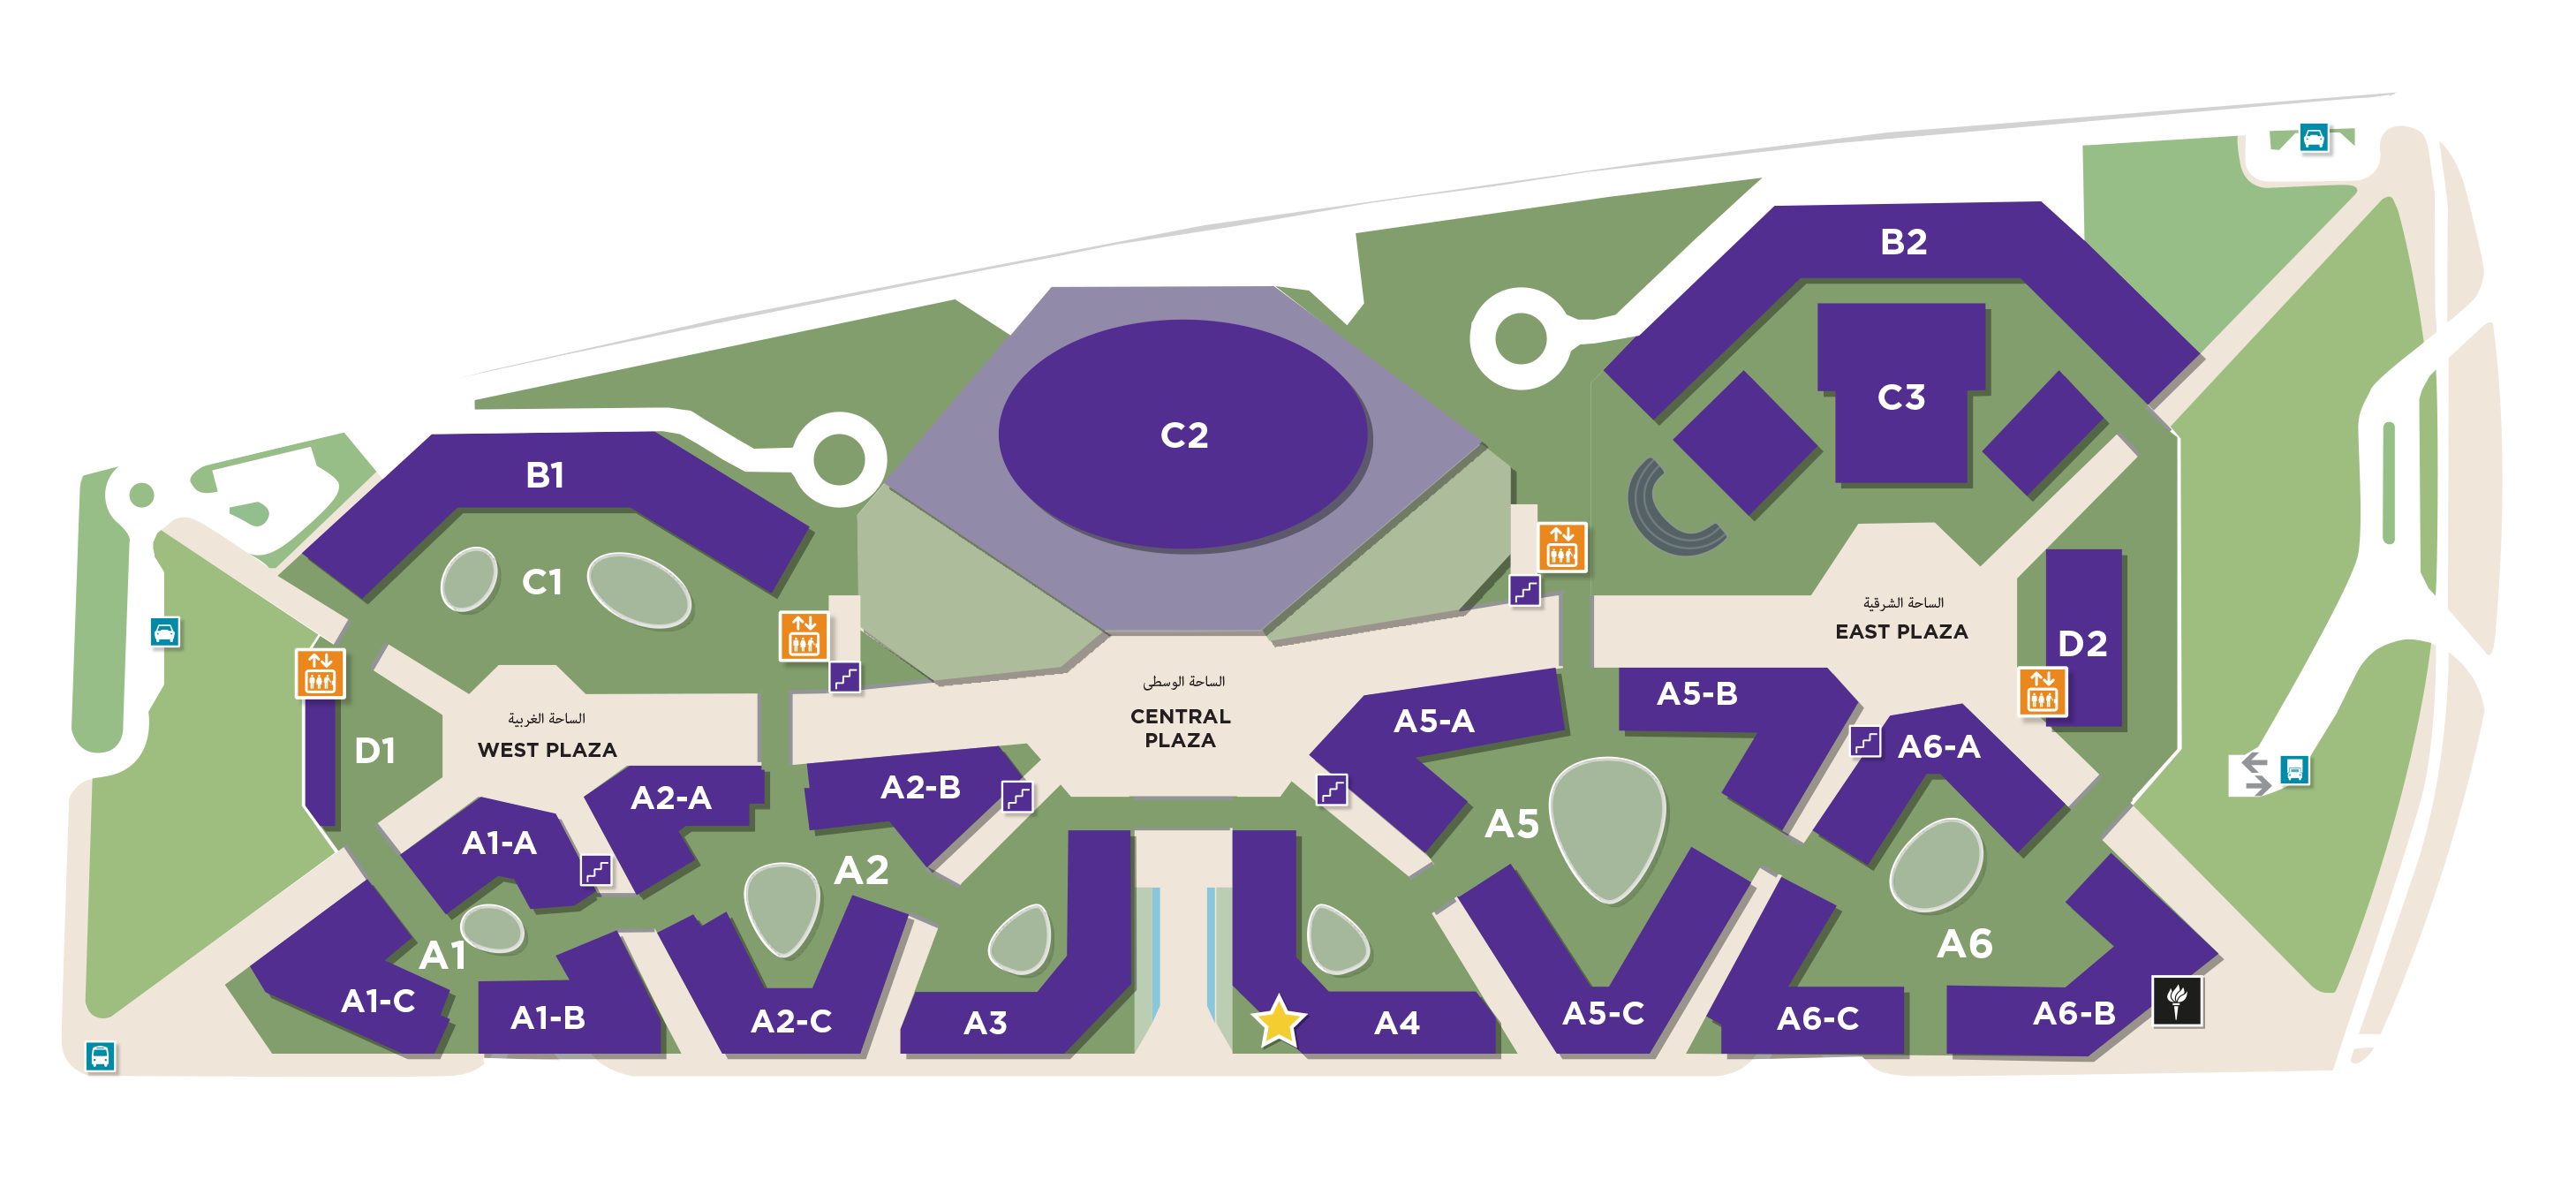 B2
C3
C2
B1
C1
الساحة الشرقية
EAST PLAZA
D2
الساحة الوسطى
CENTRAL
PLAZA
A5-A
A5-B
الساحة الغربية
WEST PLAZA
D1
A2-A
A2-B
A6-A
A1-A
A5
A2
A1
A6
A1-C
A1-B
A2-C
A3
A4
A5-C
A6-C
A6-B